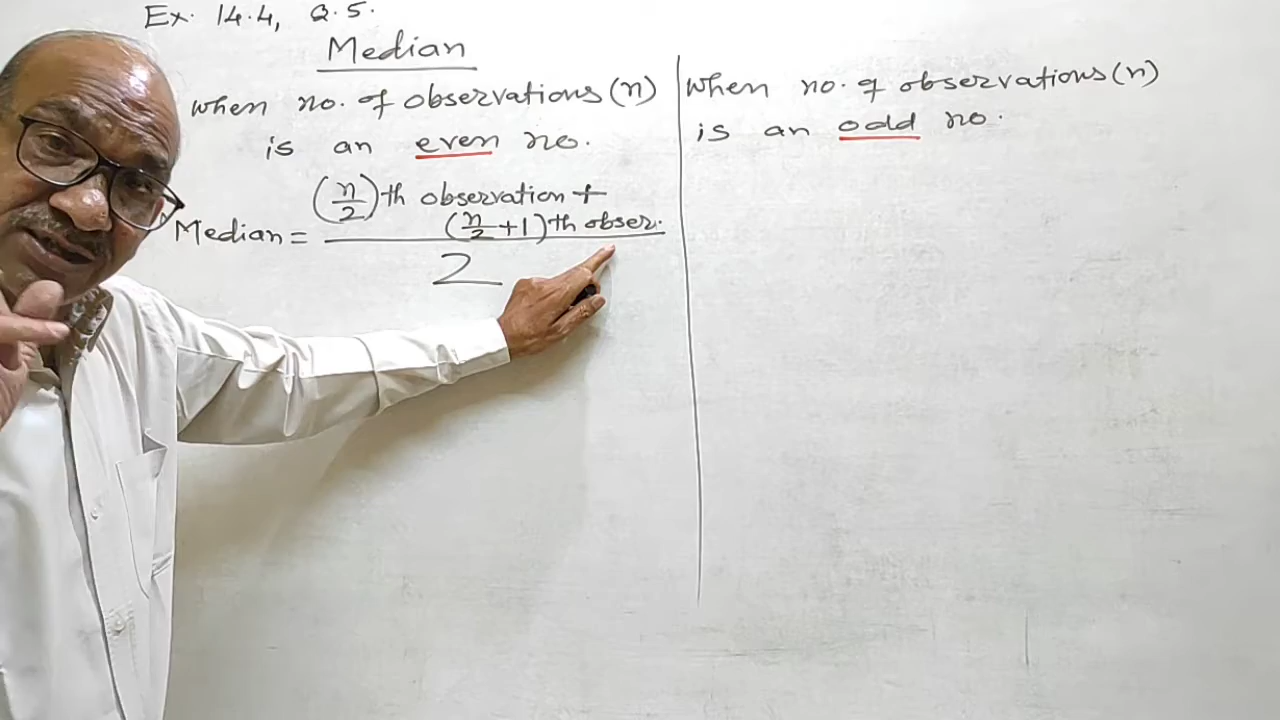 Ex. 14.4, Q.5.
Median
when no. of observations (n)
is an even no.
(n/2)th observation +
(n/2 + 1)th obser.
Median =
2
when no. of observations (n)
is an odd no.